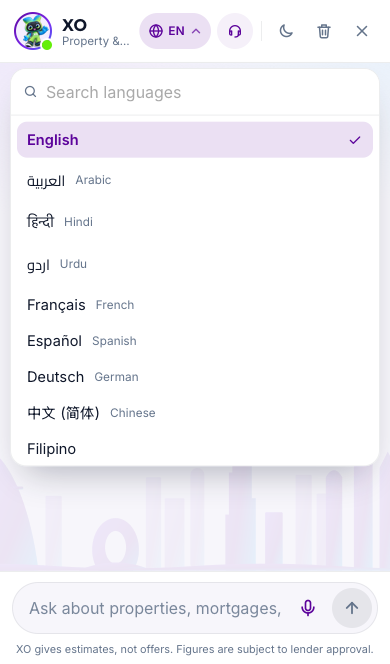 XO
Property &...
EN
Search languages
English
العربية Arabic
हिन्दी Hindi
اردو Urdu
Français French
Español Spanish
Deutsch German
中文 (简体) Chinese
Filipino
Ask about properties, mortgages,
XO gives estimates, not offers. Figures are subject to lender approval.